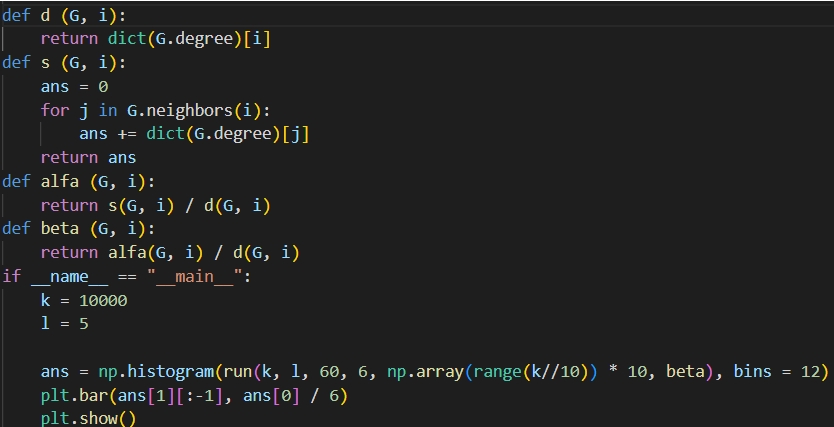 def d (G, i):
    return dict(G.degree)[i]
def s (G, i):
    ans = 0
    for j in G.neighbors(i):
        ans += dict(G.degree)[j]
    return ans
def alfa (G, i):
    return s(G, i) / d(G, i)
def beta (G, i):
    return alfa(G, i) / d(G, i)
if __name__ == "__main__":
    k = 10000
    l = 5
    ans = np.histogram(run(k, l, 60, 6, np.array(range(k//10)) * 10, beta), bins = 12)
    plt.bar(ans[1][:-1], ans[0] / 6)
    plt.show()